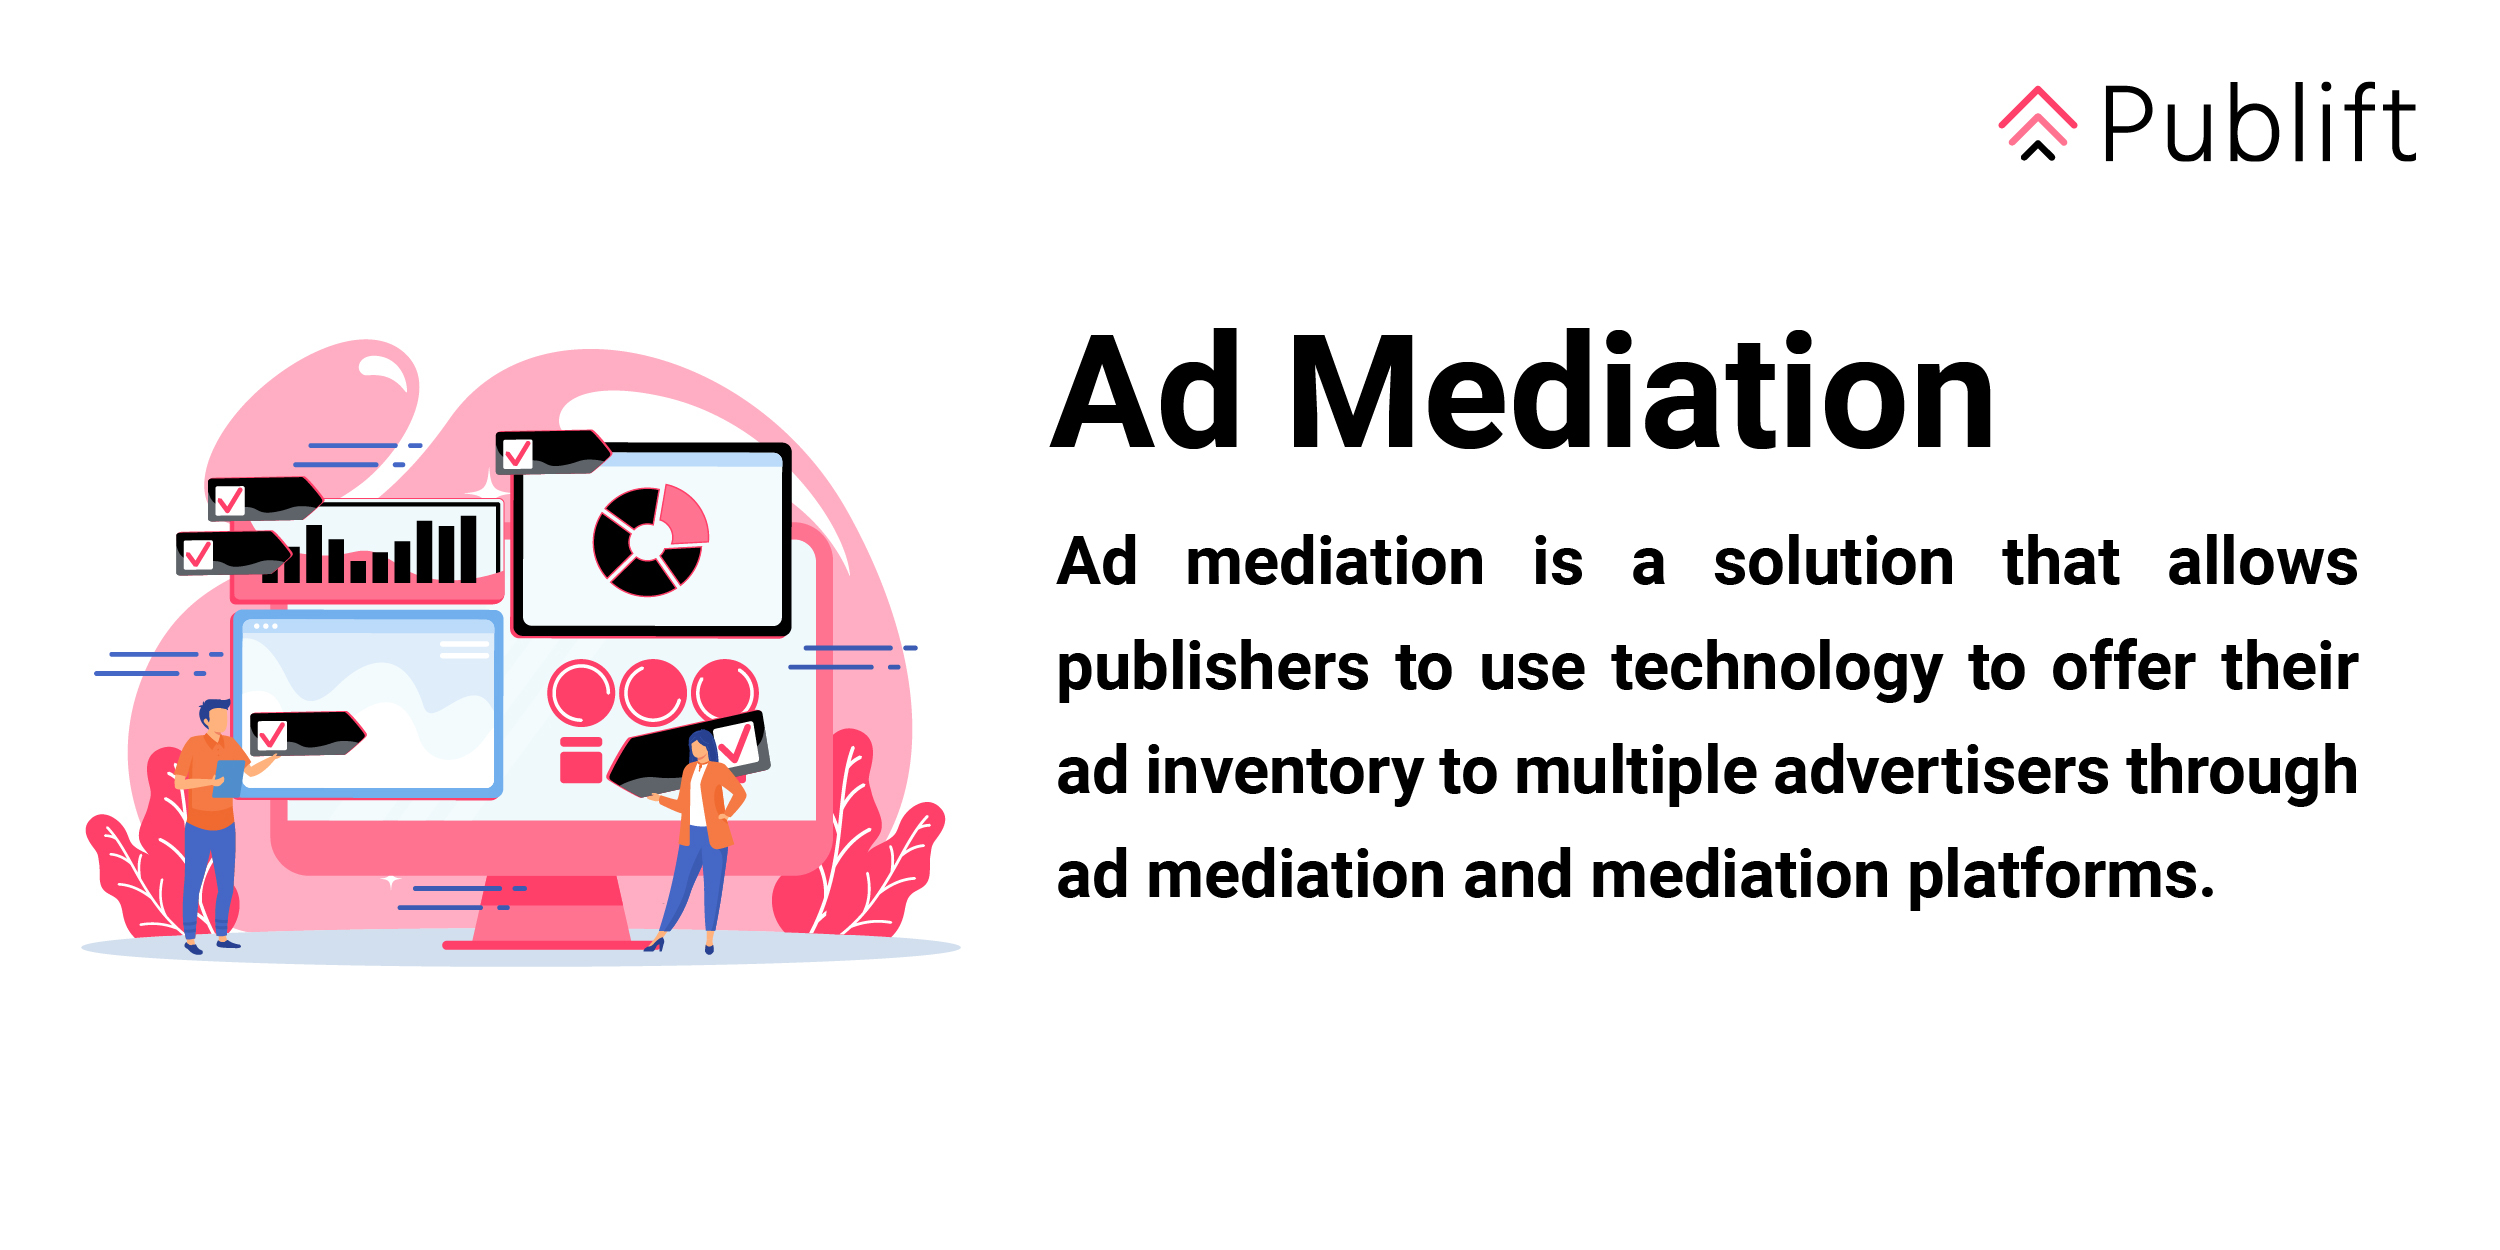 Publift
Ad Mediation
Ad mediation is a solution that allows
publishers to use technology to offer their
ad inventory to multiple advertisers through
ad mediation and mediation platforms.